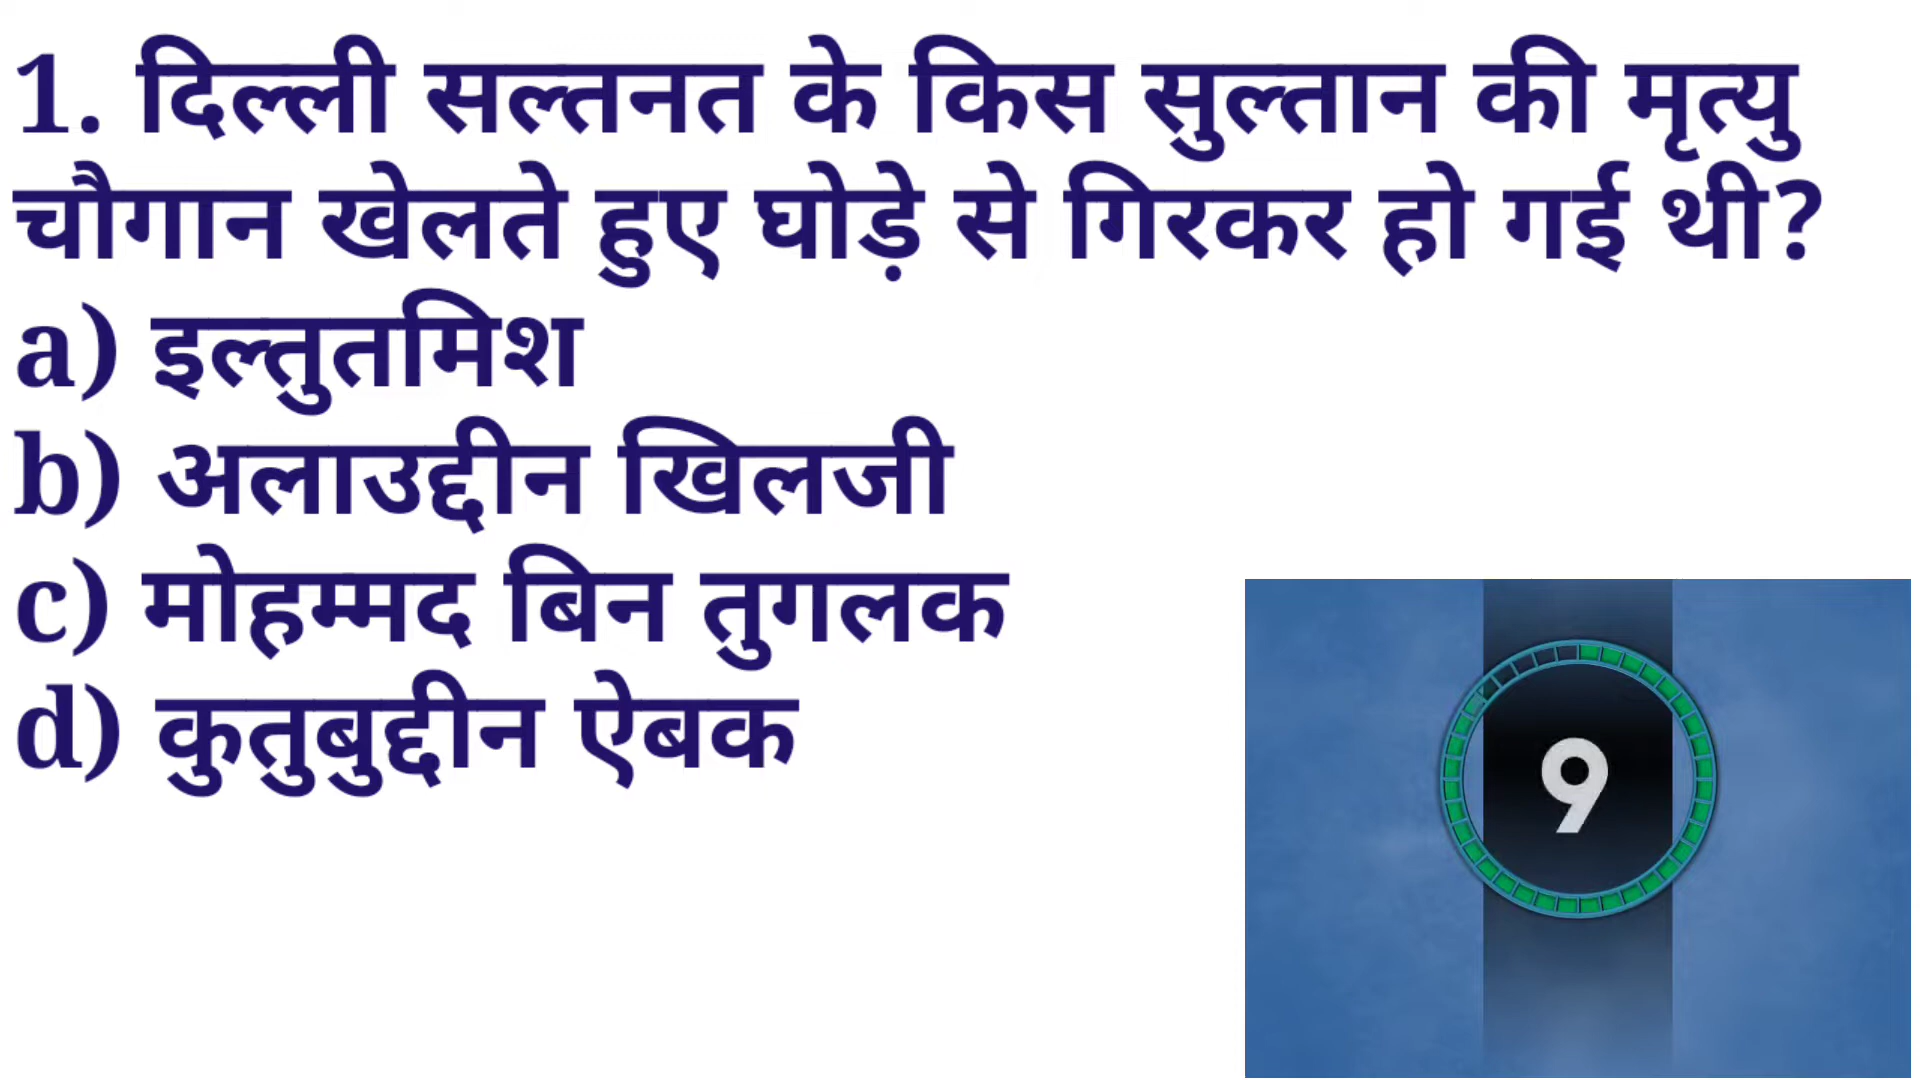 1. दिल्ली सल्तनत के किस सुल्तान की मृत्यु
चौगान खेलते हुए घोड़े से गिरकर हो गई थी?
a) इल्तुतमिश
b) अलाउद्दीन खिलजी
c) मोहम्मद बिन तुगलक
d) कुतुबुद्दीन ऐबक
9